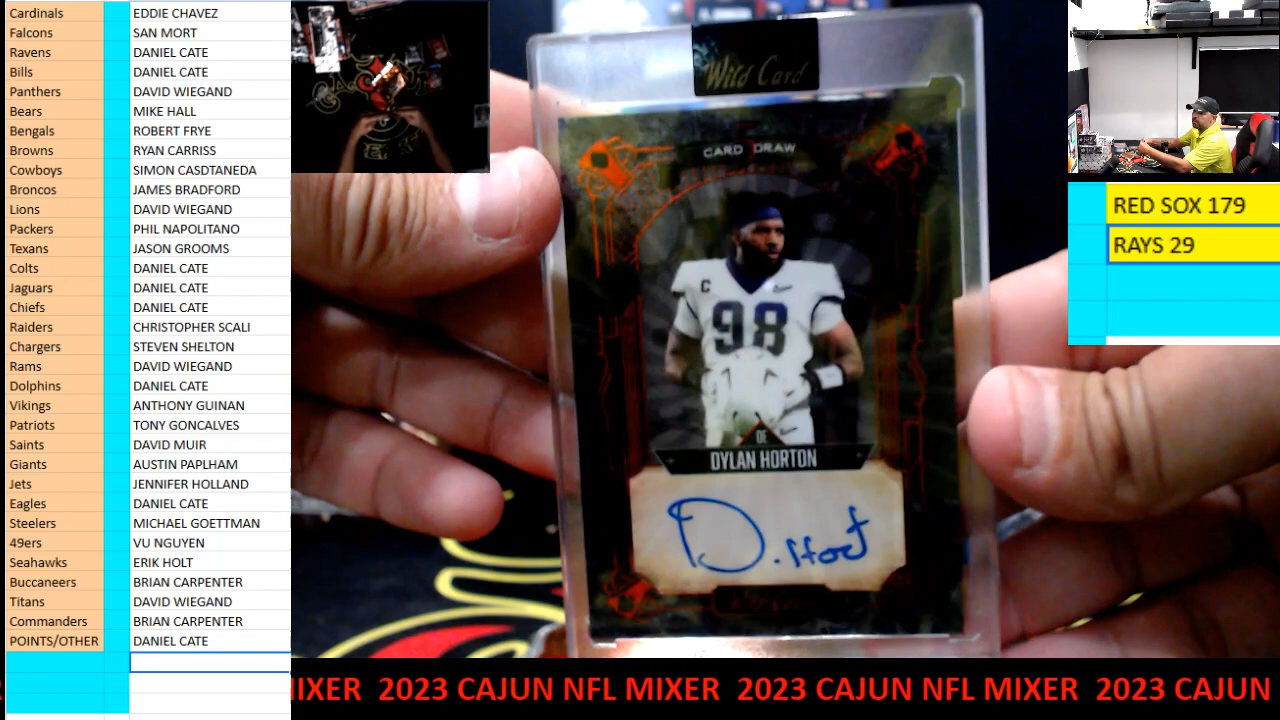 Cardinals EDDIE CHAVEZ
Falcons SAN MORT
Ravens DANIEL CATE
Bills DANIEL CATE
Panthers DAVID WIEGAND
Bears MIKE HALL
Bengals ROBERT FRYE
Browns RYAN CARRISS
Cowboys SIMON CASDTANEDA
Broncos JAMES BRADFORD
Lions DAVID WIEGAND
Packers PHIL NAPOLITANO
Texans JASON GROOMS
Colts DANIEL CATE
Jaguars DANIEL CATE
Chiefs DANIEL CATE
Raiders CHRISTOPHER SCALI
Chargers STEVEN SHELTON
Rams DAVID WIEGAND
Dolphins DANIEL CATE
Vikings ANTHONY GUINAN
Patriots TONY GONCALVES
Saints DAVID MUIR
Giants AUSTIN PAPLHAM
Jets JENNIFER HOLLAND
Eagles DANIEL CATE
Steelers MICHAEL GOETTMAN
49ers VU NGUYEN
Seahawks ERIK HOLT
Buccaneers BRIAN CARPENTER
Titans DAVID WIEGAND
Commanders BRIAN CARPENTER
POINTS/OTHER DANIEL CATE
Wild Card
CARD DRAW
C
98
DE
DYLAN HORTON
D. Hort
RED SOX 179
RAYS 29
IXER 2023 CAJUN NFL MIXER 2023 CAJUN NFL MIXER 2023 CAJUN